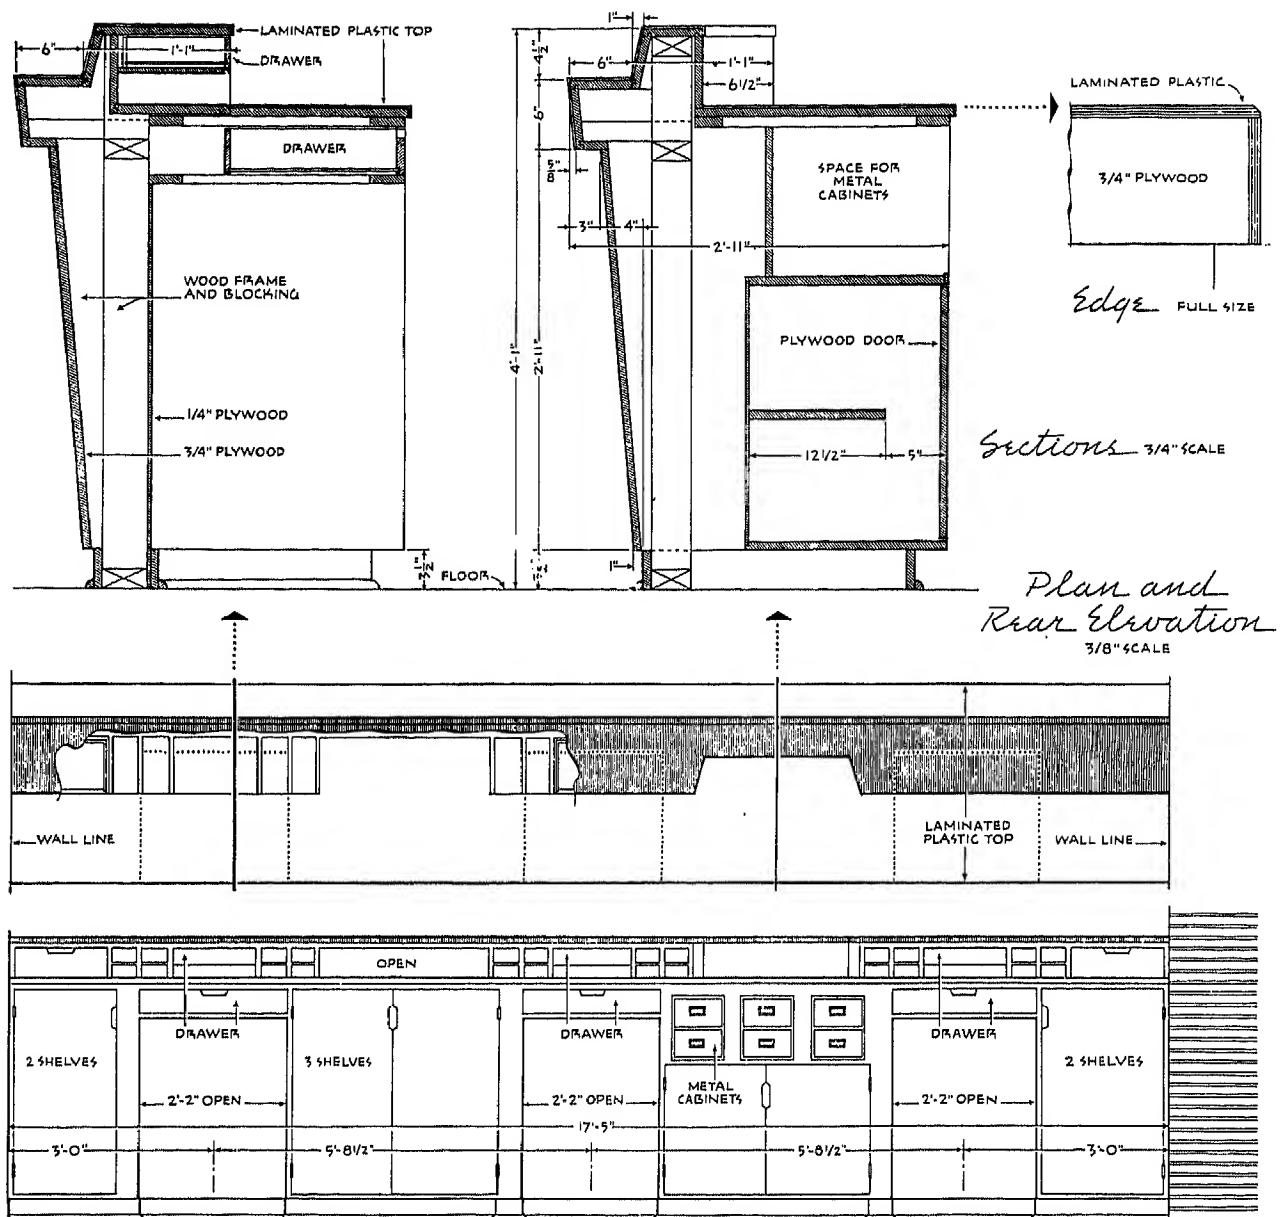 6"
1'-1"
LAMINATED PLASTIC TOP
DRAWER
DRAWER
WOOD FRAME
AND BLOCKING
1/4" PLYWOOD
3/4" PLYWOOD
3 1/2"
FLOOR
1"
4 1/2"
6"
1'-1"
6 1/2"
6"
5/8"
3"
4"
2'-11"
4'-1"
2'-11"
SPACE FOR
METAL
CABINETS
PLYWOOD DOOR
12 1/2"
5"
1"
LAMINATED PLASTIC
3/4" PLYWOOD
Edge FULL SIZE
Sections 3/4" SCALE
Plan and
Rear Elevation
3/8" SCALE
WALL LINE
LAMINATED
PLASTIC TOP
WALL LINE
OPEN
DRAWER
DRAWER
DRAWER
2 SHELVES
3 SHELVES
METAL
CABINETS
2 SHELVES
2'-2" OPEN
2'-2" OPEN
2'-2" OPEN
17'-5"
3'-0"
5'-8 1/2"
5'-8 1/2"
3'-0"